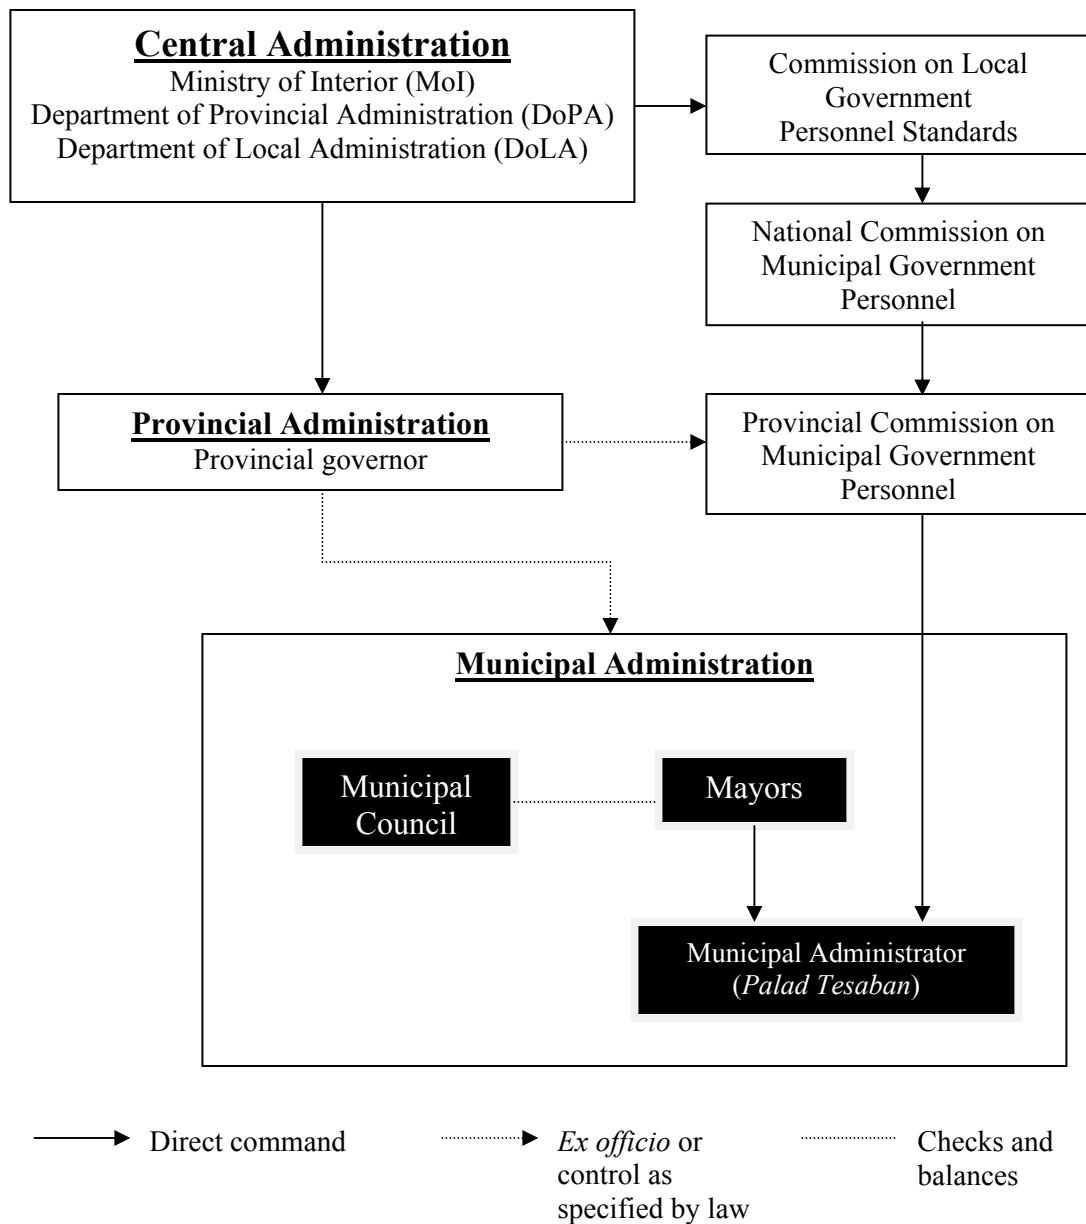 Central Administration
Ministry of Interior (MoI)
Department of Provincial Administration (DoPA)
Department of Local Administration (DoLA)
Commission on Local
Government
Personnel Standards
National Commission on
Municipal Government
Personnel
Provincial Administration
Provincial governor
Provincial Commission on
Municipal Government
Personnel
Municipal Administration
Municipal
Council
Mayors
Municipal Administrator
(Palad Tesaban)
Direct command
Ex officio or
control as
specified by law
Checks and
balances